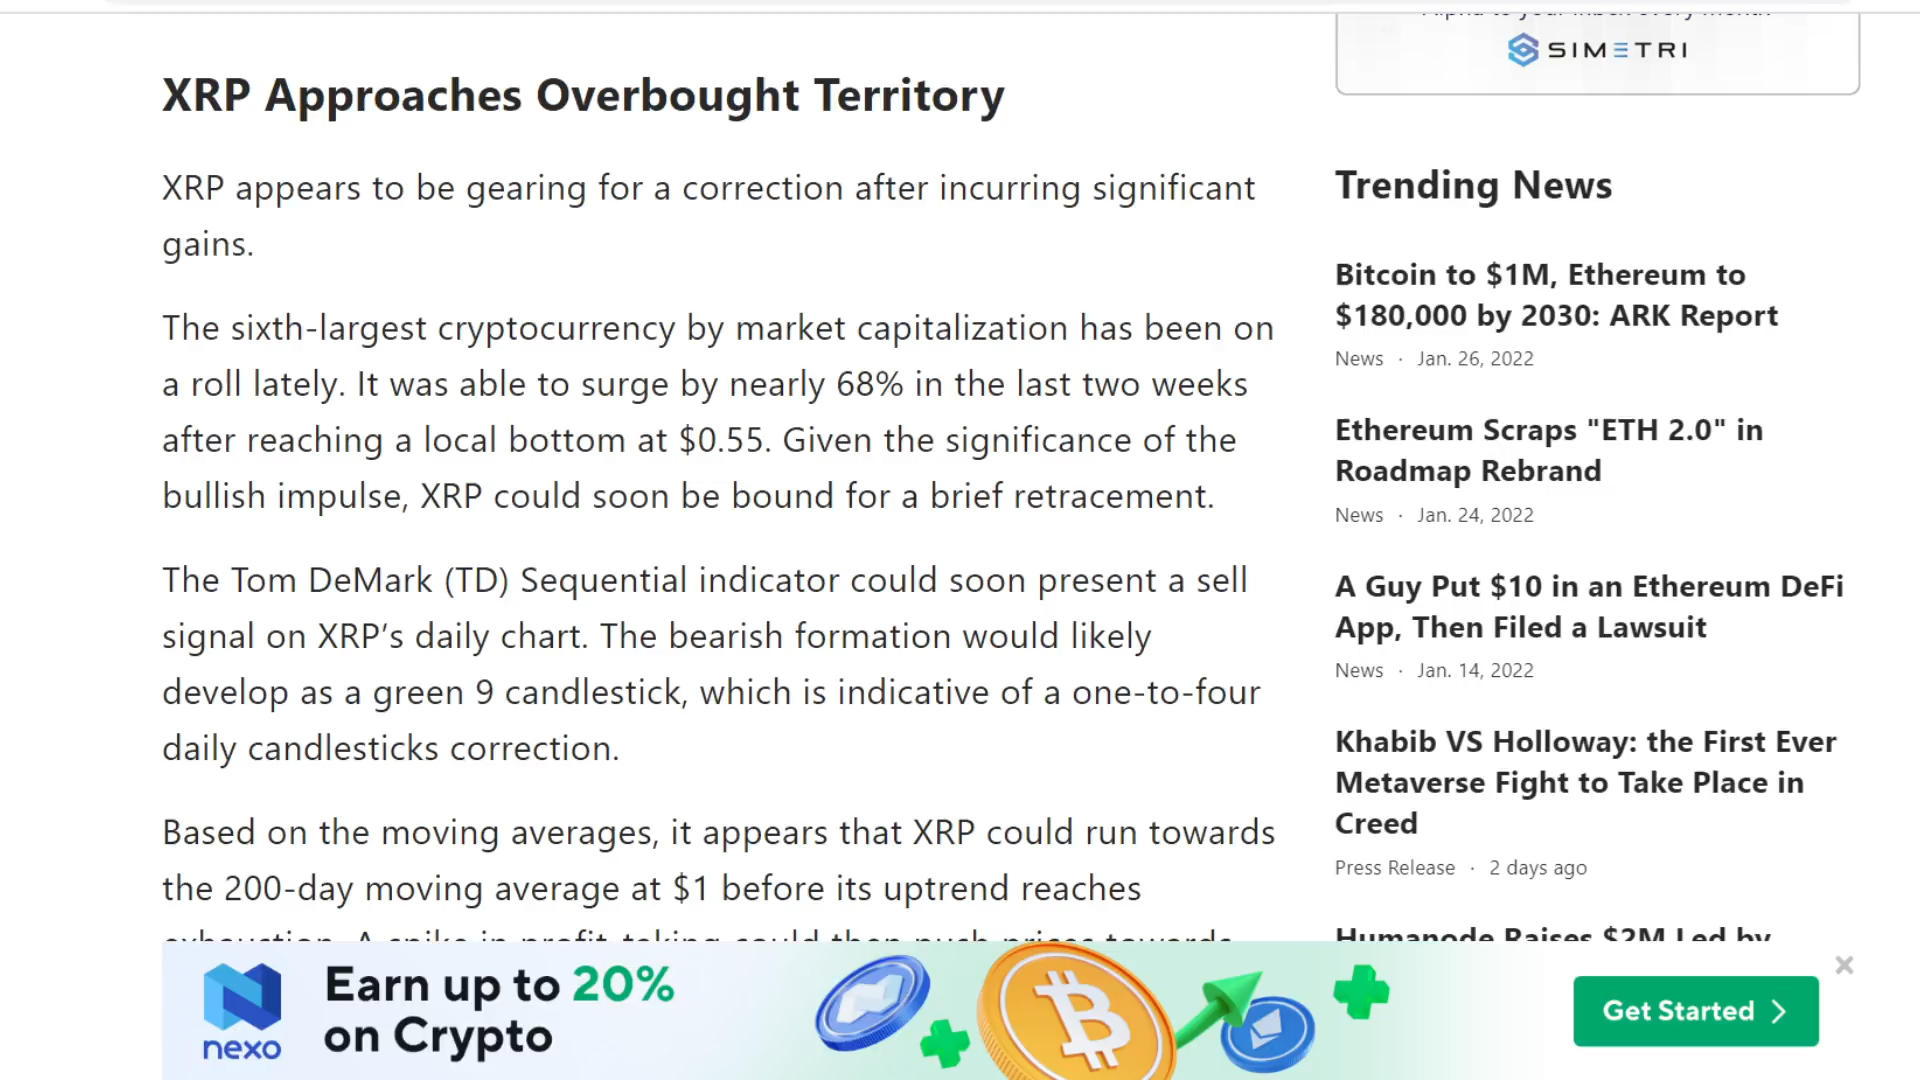 XRP Approaches Overbought Territory
XRP appears to be gearing for a correction after incurring significant
gains.
The sixth-largest cryptocurrency by market capitalization has been on
a roll lately. It was able to surge by nearly 68% in the last two weeks
after reaching a local bottom at $0.55. Given the significance of the
bullish impulse, XRP could soon be bound for a brief retracement.
The Tom DeMark (TD) Sequential indicator could soon present a sell
signal on XRP’s daily chart. The bearish formation would likely
develop as a green 9 candlestick, which is indicative of a one-to-four
daily candlesticks correction.
Based on the moving averages, it appears that XRP could run towards
the 200-day moving average at $1 before its uptrend reaches
exhaustion. A spike in profit-taking could then push prices towards
SIMETRI
Trending News
Bitcoin to $1M, Ethereum to
$180,000 by 2030: ARK Report
News · Jan. 26, 2022
Ethereum Scraps "ETH 2.0" in
Roadmap Rebrand
News · Jan. 24, 2022
A Guy Put $10 in an Ethereum DeFi
App, Then Filed a Lawsuit
News · Jan. 14, 2022
Khabib VS Holloway: the First Ever
Metaverse Fight to Take Place in
Creed
Press Release · 2 days ago
Humanode Raises $2M Led by
nexo
Earn up to 20%
on Crypto
Get Started